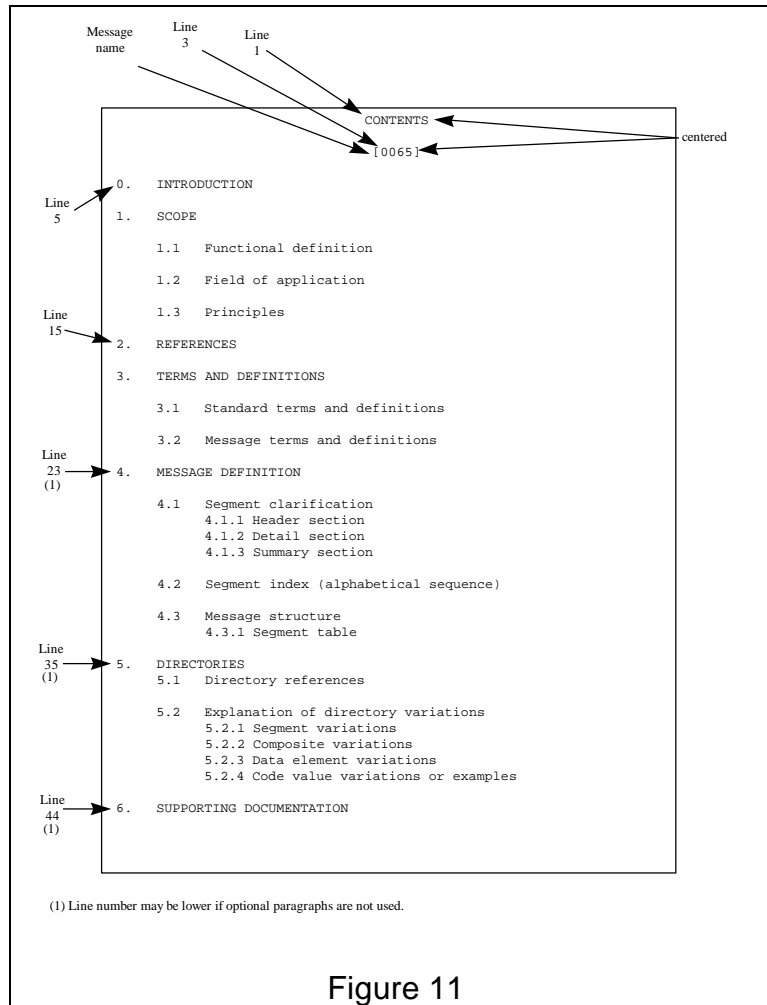 Message
name
Line
3
Line
1
CONTENTS
centered
[0065]
0. INTRODUCTION
Line
5
1. SCOPE
1.1 Functional definition
1.2 Field of application
1.3 Principles
Line
15
2. REFERENCES
3. TERMS AND DEFINITIONS
3.1 Standard terms and definitions
3.2 Message terms and definitions
Line
23
(1)
4. MESSAGE DEFINITION
4.1 Segment clarification
4.1.1 Header section
4.1.2 Detail section
4.1.3 Summary section
4.2 Segment index (alphabetical sequence)
4.3 Message structure
4.3.1 Segment table
Line
35
(1)
5. DIRECTORIES
5.1 Directory references
5.2 Explanation of directory variations
5.2.1 Segment variations
5.2.2 Composite variations
5.2.3 Data element variations
5.2.4 Code value variations or examples
Line
44
(1)
6. SUPPORTING DOCUMENTATION
(1) Line number may be lower if optional paragraphs are not used.
Figure 11